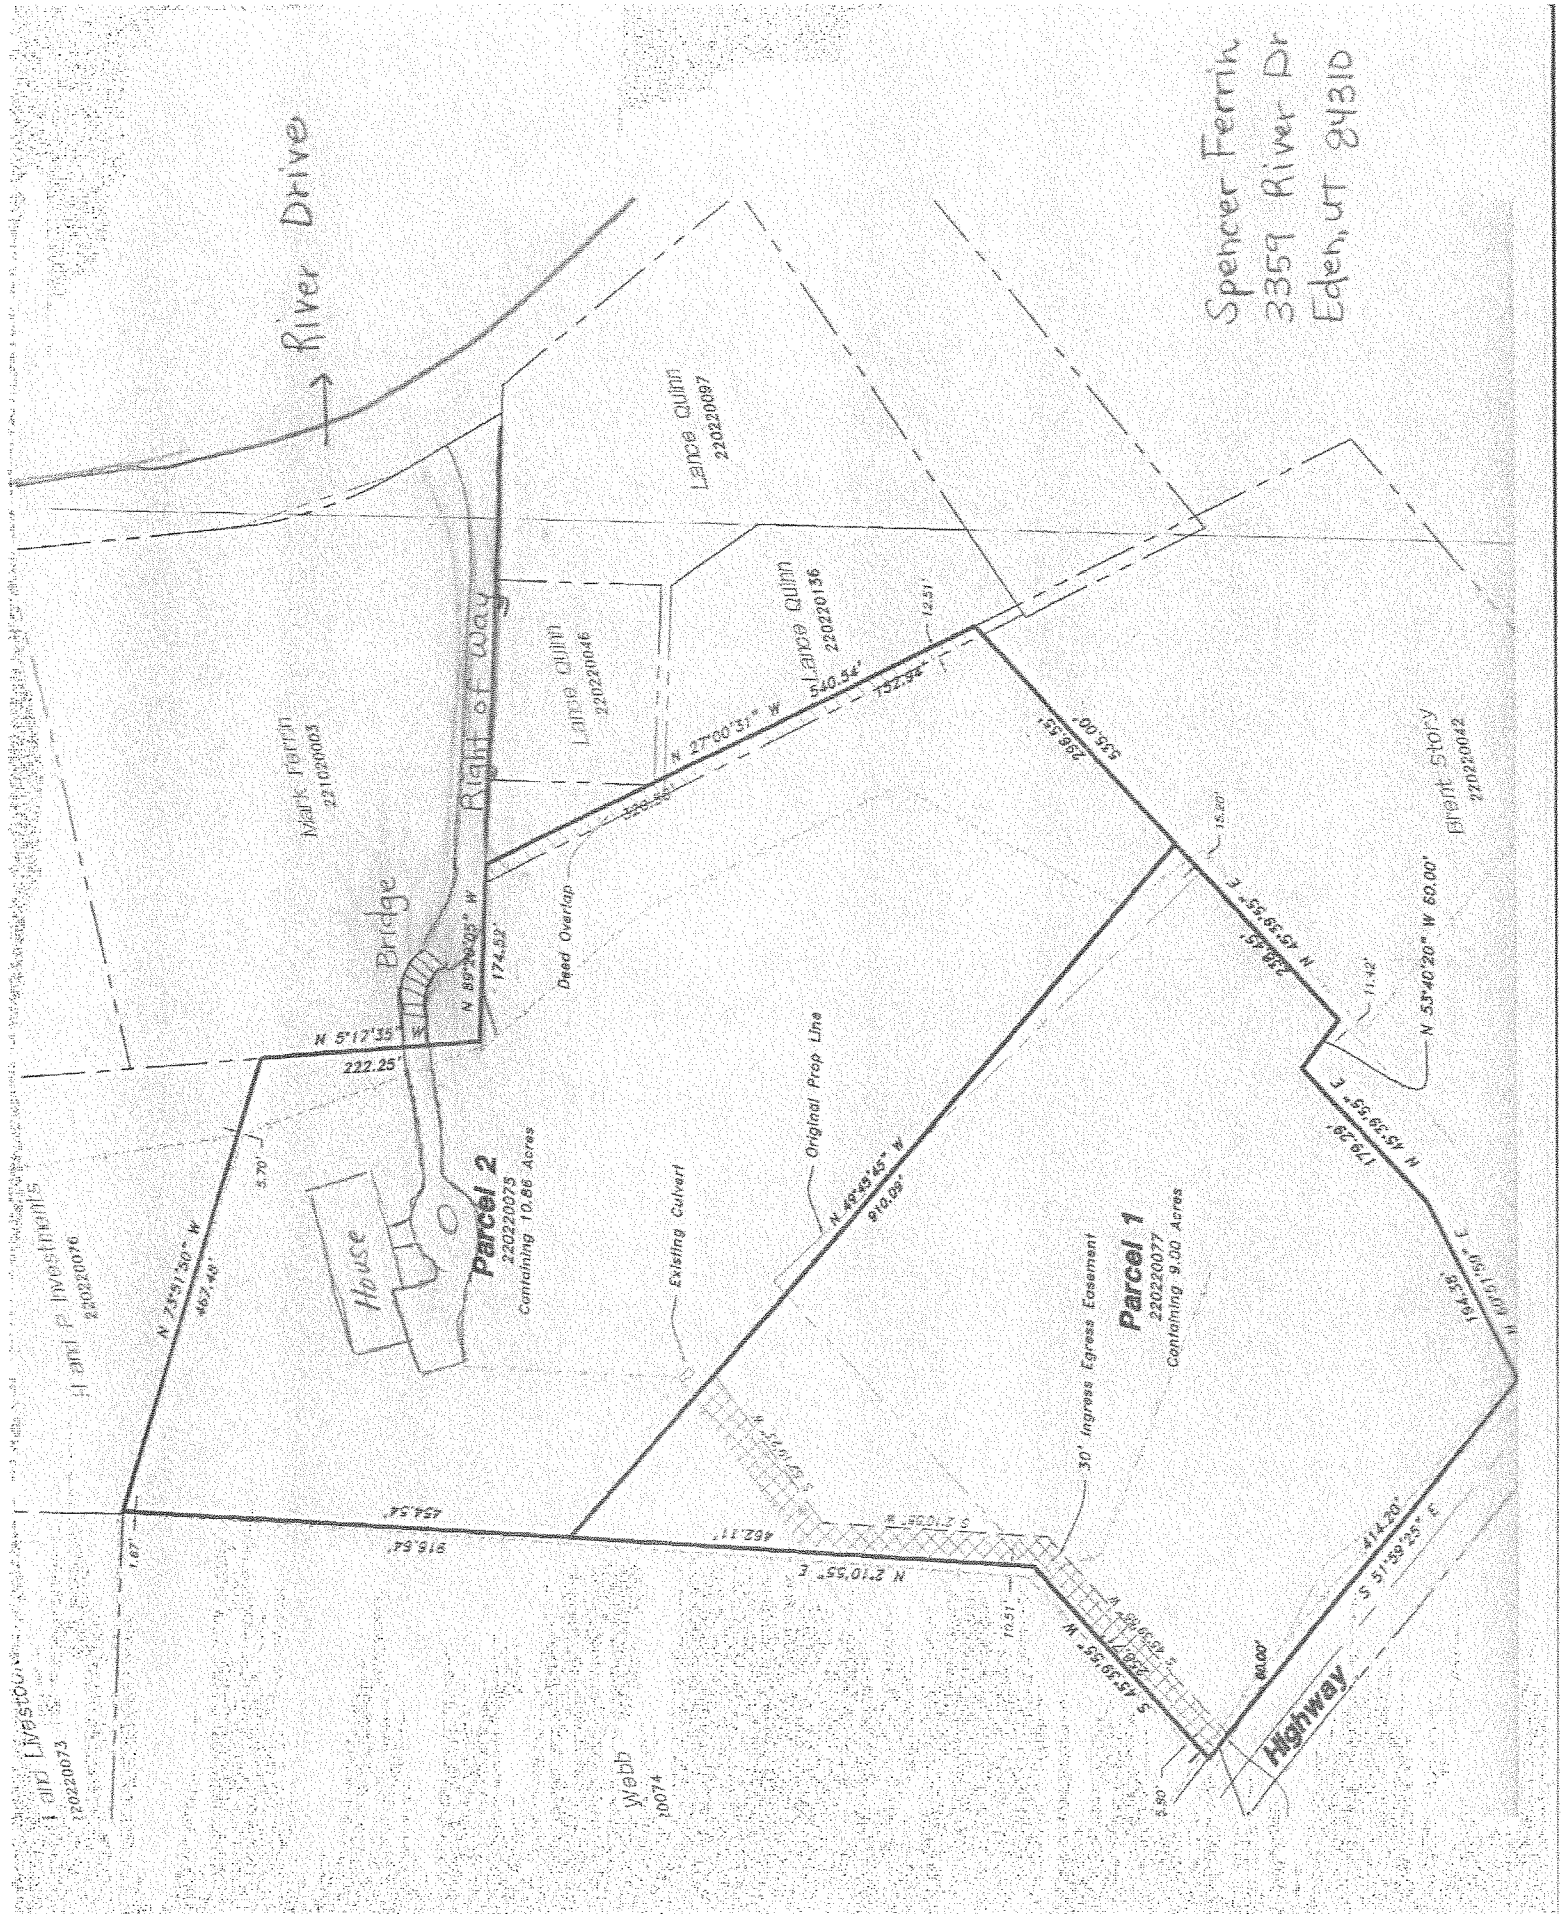 River Drive
Spencer Ferrin
3359 River Dr
Eden, UT 84310
Mark Ferrin
221020003
Right of Way
Bridge
Lance Quinn
220220097
Lance Quinn
220220046
Lance Quinn
220220136
12.51'
540.54'
152.94'
N 27°00'31" W
Deed Overlap
N 89°20'05" W
174.52'
N 5°17'35" W
222.25'
N 73°51'50" W
467.48'
5.70'
220220076
House
Parcel 2
220220075
Containing 10.86 Acres
Existing Culvert
Original Prop Line
N 49°45'45" W
910.09'
296.55'
535.00'
15.20'
N 45°39'55" E
238.45'
Brent Story
220220042
11.42'
N 53°40'20" W 60.00'
N 45°39'55" E
179.29'
194.38'
Parcel 1
220220077
Containing 9.00 Acres
30' Ingress Egress Easement
454.54'
916.64'
1.67'
462.11'
N 2°10'55" E
S 2°10'55" W
10.51'
S 45°39'55" W
414.20'
S 51°59'25" E
60.00'
5.90'
Highway
Webb